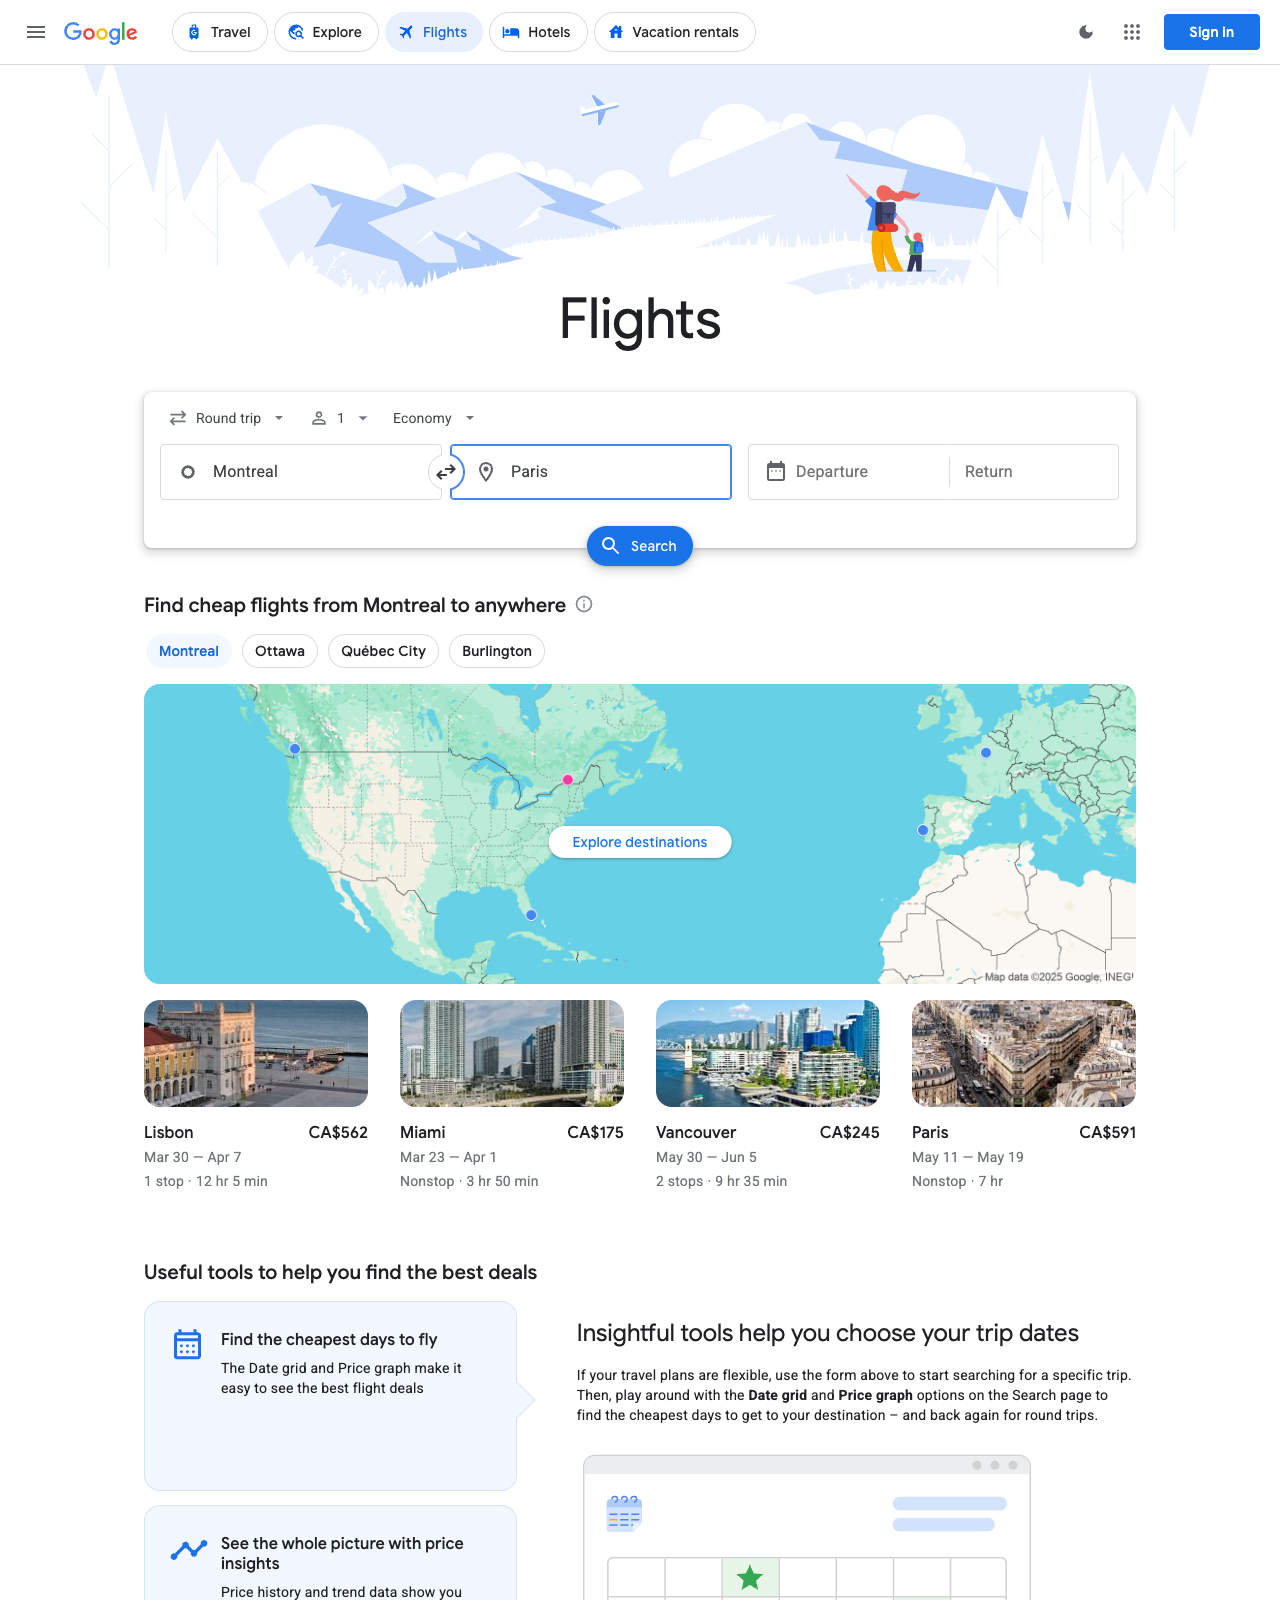 Google
Travel
Explore
Flights
Hotels
Vacation rentals
Sign in
Flights
Round trip
1
Economy
Montreal
Paris
Departure
Return
Search
Find cheap flights from Montreal to anywhere
Montreal
Ottawa
Québec City
Burlington
Explore destinations
Map data ©2025 Google, INEGI
Lisbon CA$562
Mar 30 — Apr 7
1 stop · 12 hr 5 min
Miami CA$175
Mar 23 — Apr 1
Nonstop · 3 hr 50 min
Vancouver CA$245
May 30 — Jun 5
2 stops · 9 hr 35 min
Paris CA$591
May 11 — May 19
Nonstop · 7 hr
Useful tools to help you find the best deals
Find the cheapest days to fly
The Date grid and Price graph make it
easy to see the best flight deals
Insightful tools help you choose your trip dates
If your travel plans are flexible, use the form above to start searching for a specific trip.
Then, play around with the Date grid and Price graph options on the Search page to
find the cheapest days to get to your destination – and back again for round trips.
See the whole picture with price
insights
Price history and trend data show you